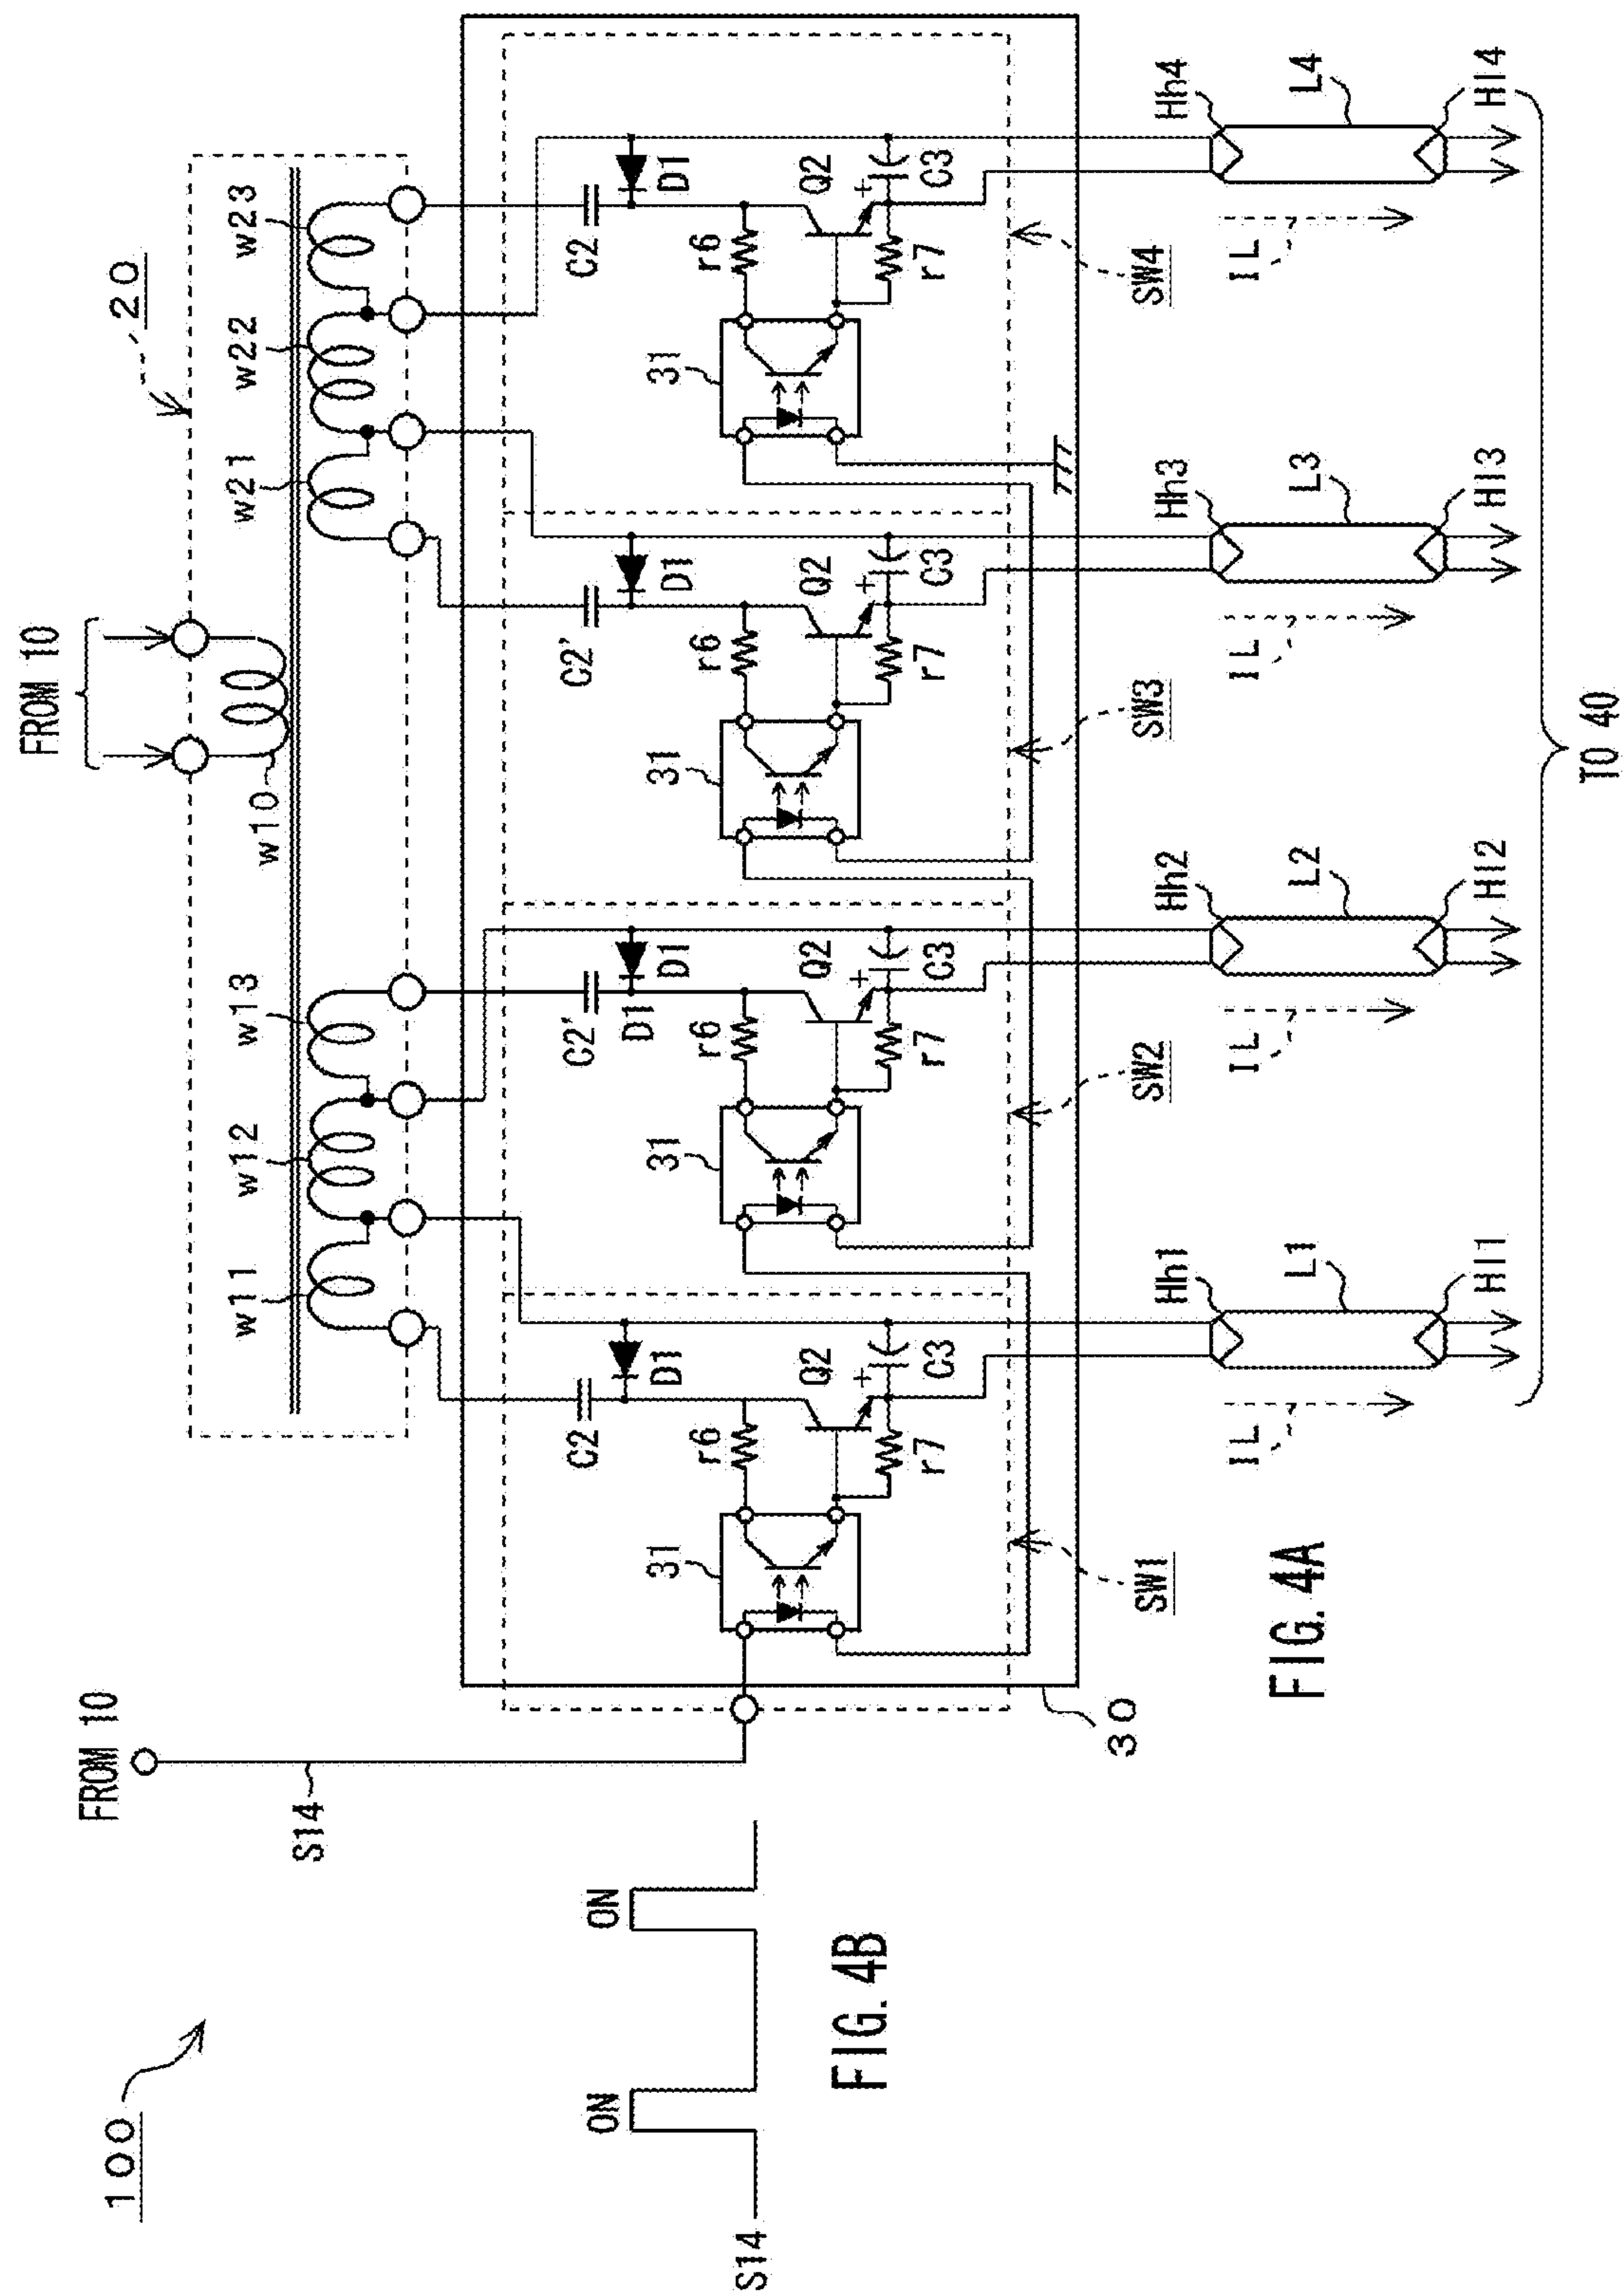 100
FROM 10
FROM 10
20
w10
w11
w12
w13
w21
w22
w23
S14
C2
D1
r6
Q2
C3
r7
31
SW1
C2'
D1
D1
r6
Q2
C3
r7
31
SW2
C2'
D1
r6
Q2
C3
r7
31
SW3
C2
D1
r6
Q2
C3
r7
31
SW4
30
IL
Hh1
L1
Hl1
IL
Hh2
L2
Hl2
IL
Hh3
L3
Hl3
IL
Hh4
L4
Hl4
TO 40
FIG. 4A
S14
ON
ON
FIG. 4B
+
+
+
+